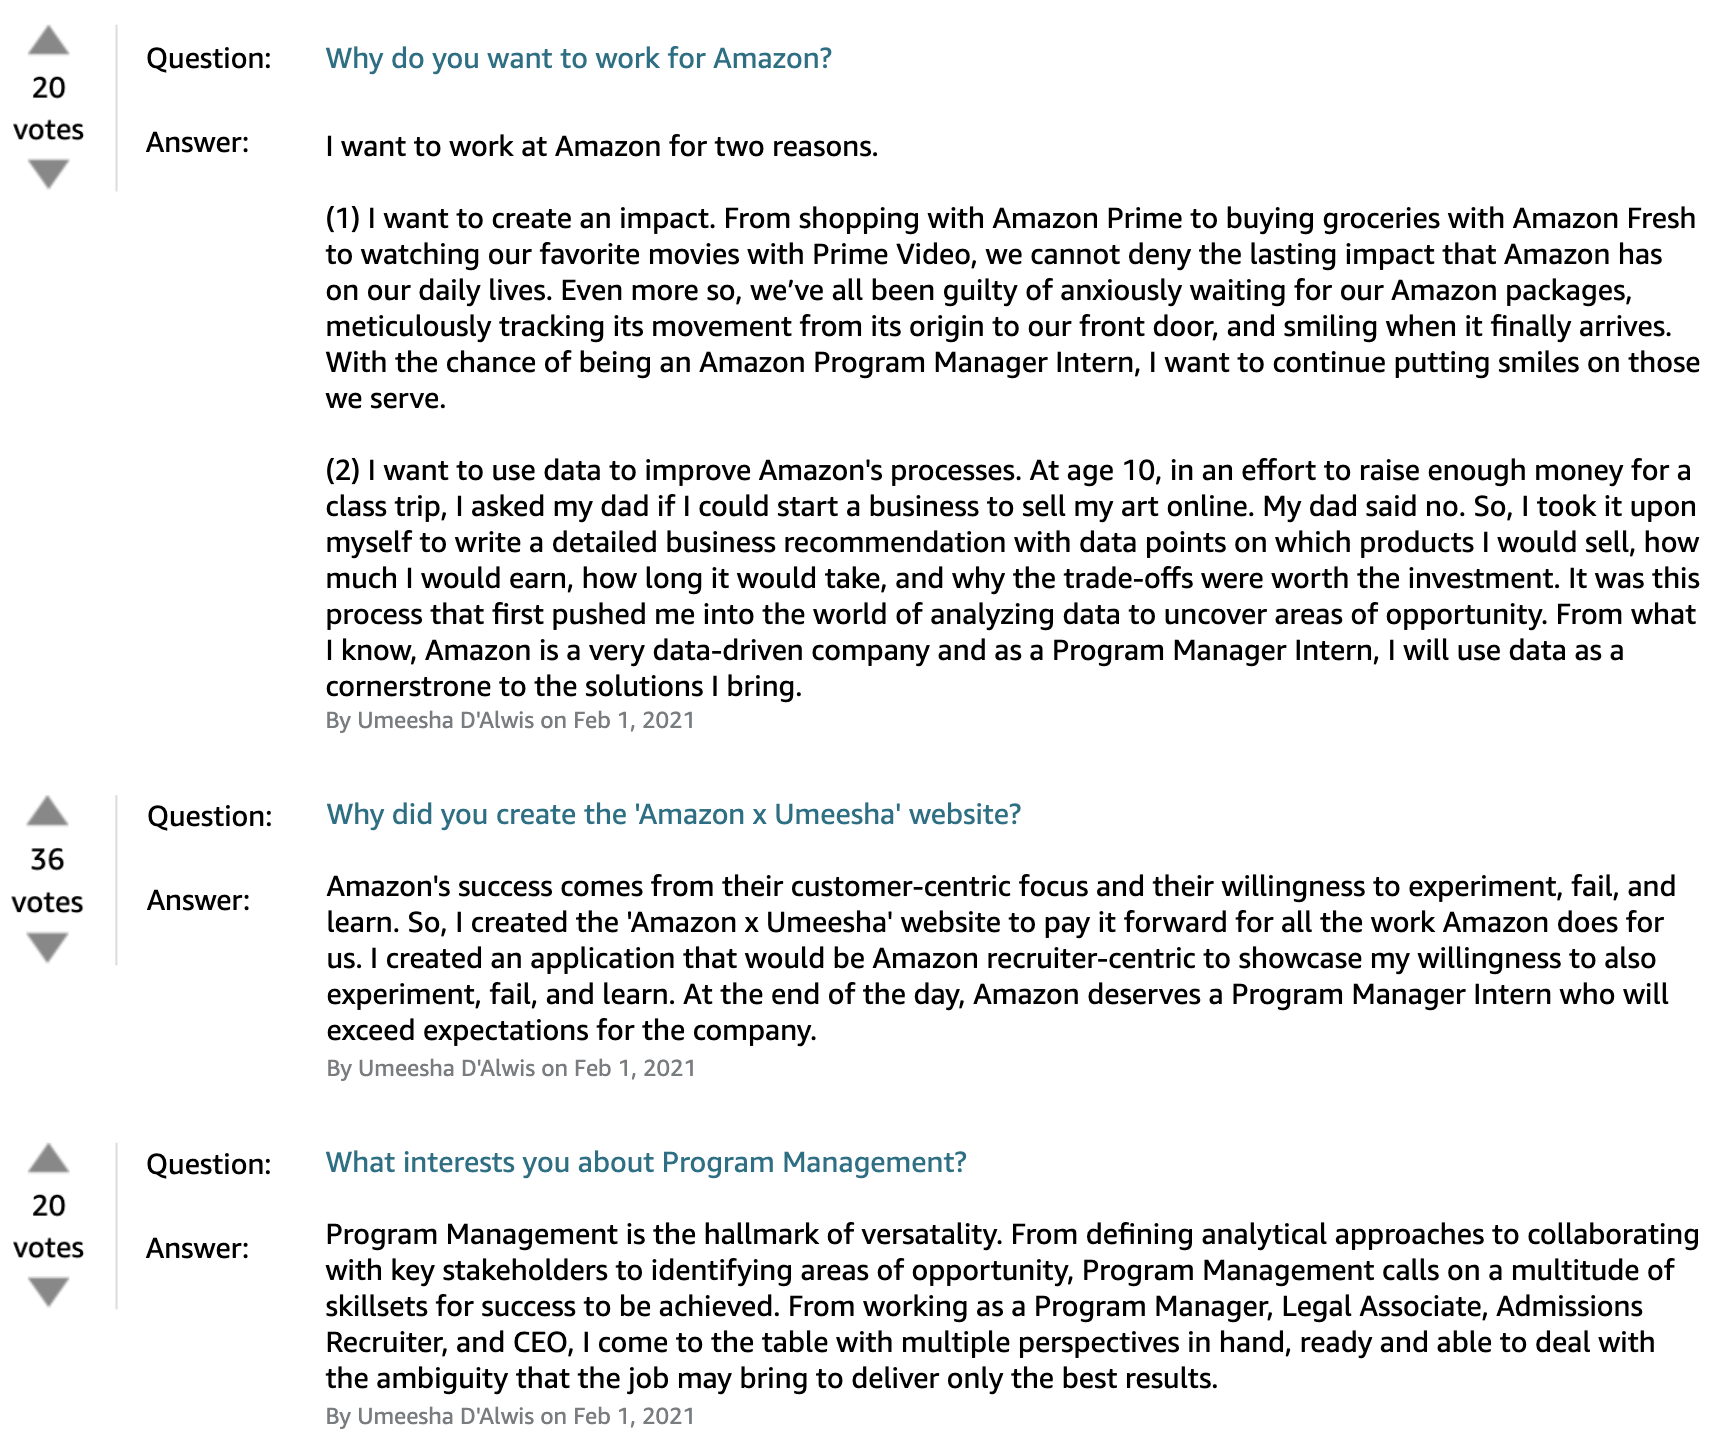 20
votes
Question: Why do you want to work for Amazon?
Answer: I want to work at Amazon for two reasons.
(1) I want to create an impact. From shopping with Amazon Prime to buying groceries with Amazon Fresh
to watching our favorite movies with Prime Video, we cannot deny the lasting impact that Amazon has
on our daily lives. Even more so, we’ve all been guilty of anxiously waiting for our Amazon packages,
meticulously tracking its movement from its origin to our front door, and smiling when it finally arrives.
With the chance of being an Amazon Program Manager Intern, I want to continue putting smiles on those
we serve.
(2) I want to use data to improve Amazon's processes. At age 10, in an effort to raise enough money for a
class trip, I asked my dad if I could start a business to sell my art online. My dad said no. So, I took it upon
myself to write a detailed business recommendation with data points on which products I would sell, how
much I would earn, how long it would take, and why the trade-offs were worth the investment. It was this
process that first pushed me into the world of analyzing data to uncover areas of opportunity. From what
I know, Amazon is a very data-driven company and as a Program Manager Intern, I will use data as a
cornerstrone to the solutions I bring.
By Umeesha D'Alwis on Feb 1, 2021
36
votes
Question: Why did you create the 'Amazon x Umeesha' website?
Answer: Amazon's success comes from their customer-centric focus and their willingness to experiment, fail, and
learn. So, I created the 'Amazon x Umeesha' website to pay it forward for all the work Amazon does for
us. I created an application that would be Amazon recruiter-centric to showcase my willingness to also
experiment, fail, and learn. At the end of the day, Amazon deserves a Program Manager Intern who will
exceed expectations for the company.
By Umeesha D'Alwis on Feb 1, 2021
20
votes
Question: What interests you about Program Management?
Answer: Program Management is the hallmark of versatality. From defining analytical approaches to collaborating
with key stakeholders to identifying areas of opportunity, Program Management calls on a multitude of
skillsets for success to be achieved. From working as a Program Manager, Legal Associate, Admissions
Recruiter, and CEO, I come to the table with multiple perspectives in hand, ready and able to deal with
the ambiguity that the job may bring to deliver only the best results.
By Umeesha D'Alwis on Feb 1, 2021